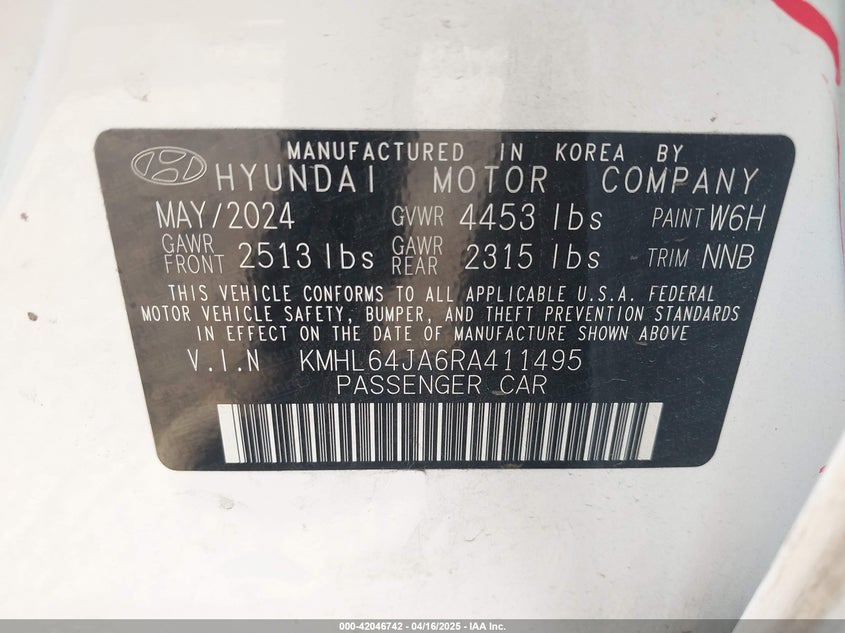 MANUFACTURED IN KOREA BY
HYUNDAI MOTOR COMPANY
MAY/2024 GVWR 4453 lbs PAINT W6H
GAWR FRONT 2513 lbs GAWR REAR 2315 lbs TRIM NNB
THIS VEHICLE CONFORMS TO ALL APPLICABLE U.S.A. FEDERAL
MOTOR VEHICLE SAFETY, BUMPER, AND THEFT PREVENTION STANDARDS
IN EFFECT ON THE DATE OF MANUFACTURE SHOWN ABOVE
V.I.N KMHL64JA6RA411495
PASSENGER CAR
000-42046742 - 04/16/2025 - IAA Inc.